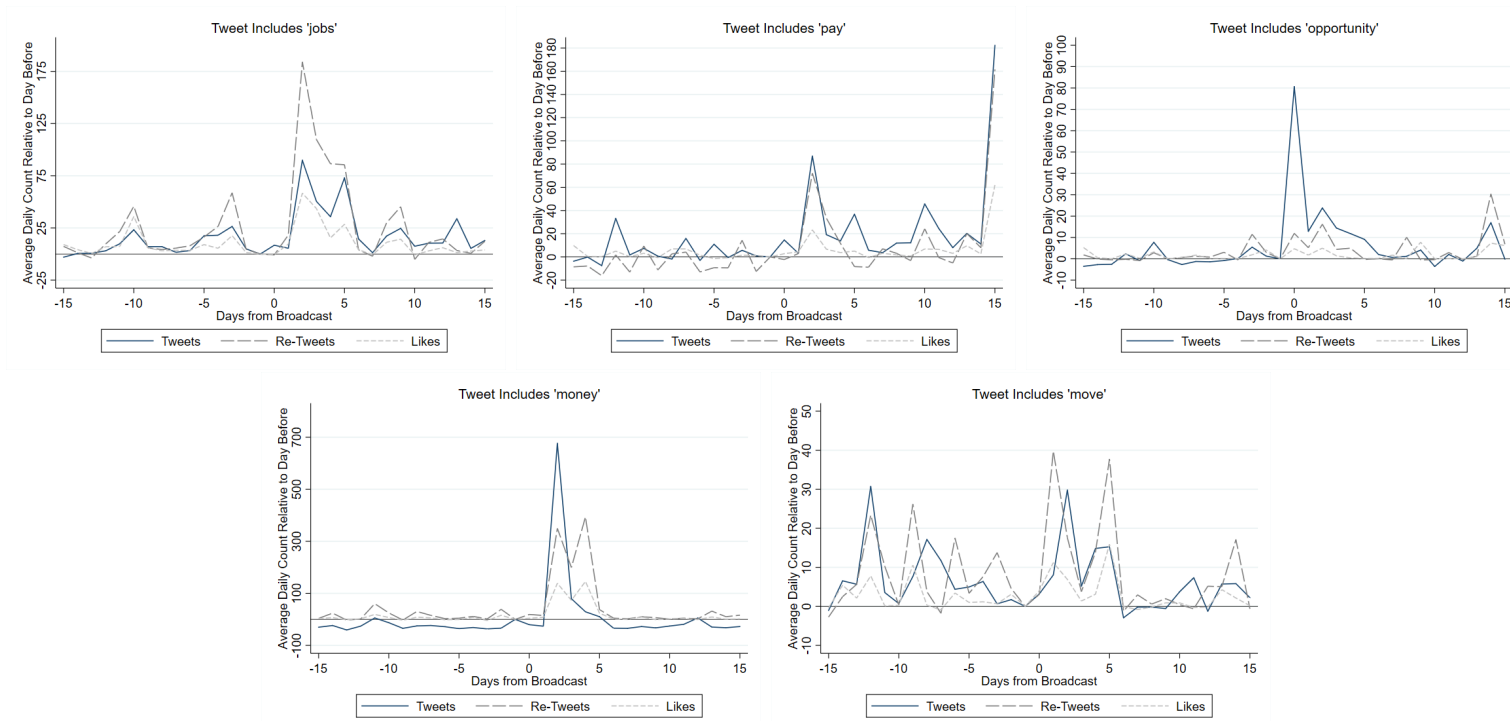 Tweet Includes 'jobs'
Average Daily Count Relative to Day Before
175
125
75
25
-25
-15 -10 -5 0 5 10 15
Days from Broadcast
Tweets Re-Tweets Likes
Tweet Includes 'pay'
Average Daily Count Relative to Day Before
180
160
140
120
100
80
60
40
20
0
-20
-15 -10 -5 0 5 10 15
Days from Broadcast
Tweets Re-Tweets Likes
Tweet Includes 'opportunity'
Average Daily Count Relative to Day Before
100
90
80
70
60
50
40
30
20
10
0
-10
-15 -10 -5 0 5 10 15
Days from Broadcast
Tweets Re-Tweets Likes
Tweet Includes 'money'
Average Daily Count Relative to Day Before
700
500
300
100
-100
-15 -10 -5 0 5 10 15
Days from Broadcast
Tweets Re-Tweets Likes
Tweet Includes 'move'
Average Daily Count Relative to Day Before
50
40
30
20
10
0
-10
-15 -10 -5 0 5 10 15
Days from Broadcast
Tweets Re-Tweets Likes